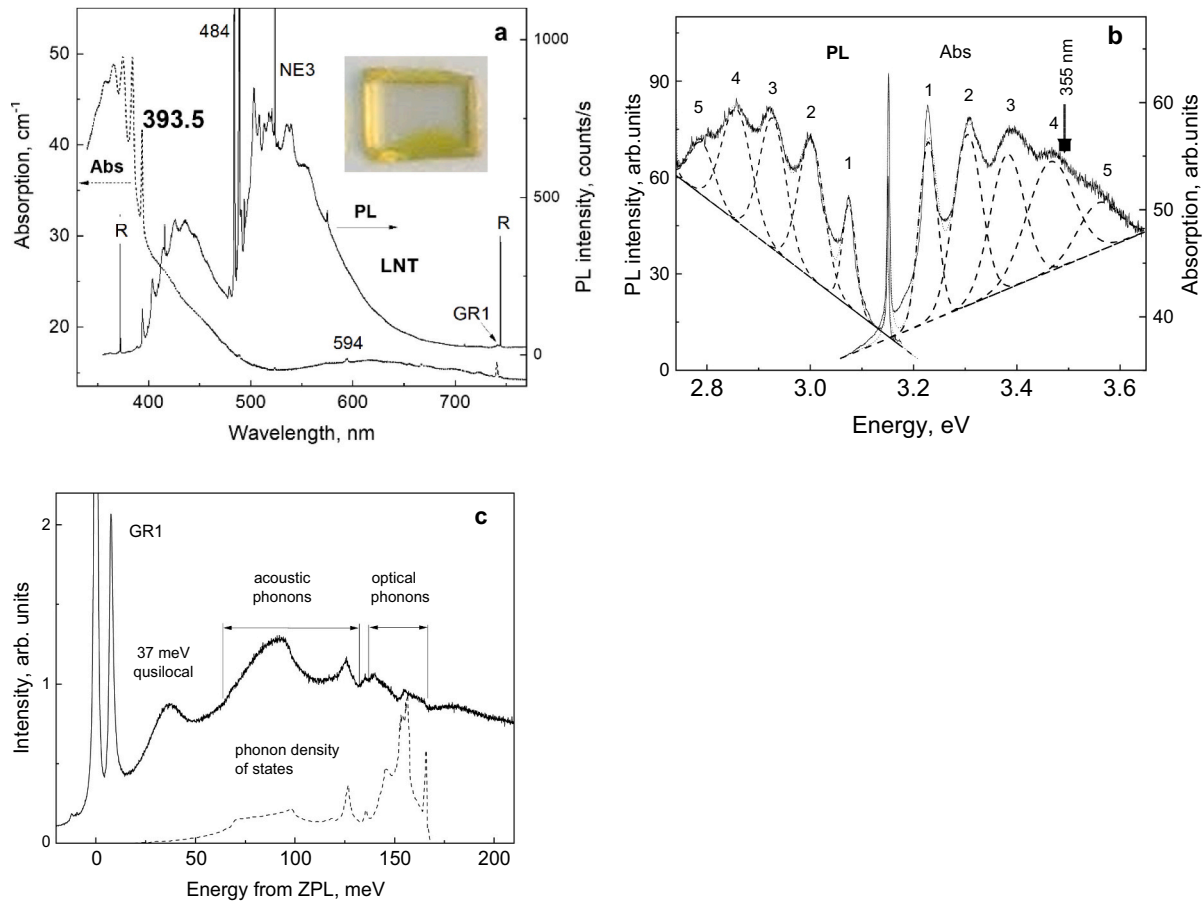 a
484
NE3
393.5
Abs
R
PL
LNT
R
GR1
594
50
40
30
20
Absorption, cm-1
1000
500
0
PL intensity, counts/s
400 500 600 700
Wavelength, nm
b
PL Abs
355 nm
5 4 3 2 1
1 2 3 4 5
90
60
30
0
PL intensity, arb.units
60
50
40
Absorption, arb.units
2.8 3.0 3.2 3.4 3.6
Energy, eV
c
GR1
acoustic
phonons
optical
phonons
37 meV
qusilocal
phonon density
of states
2
1
0
Intensity, arb. units
0 50 100 150 200
Energy from ZPL, meV